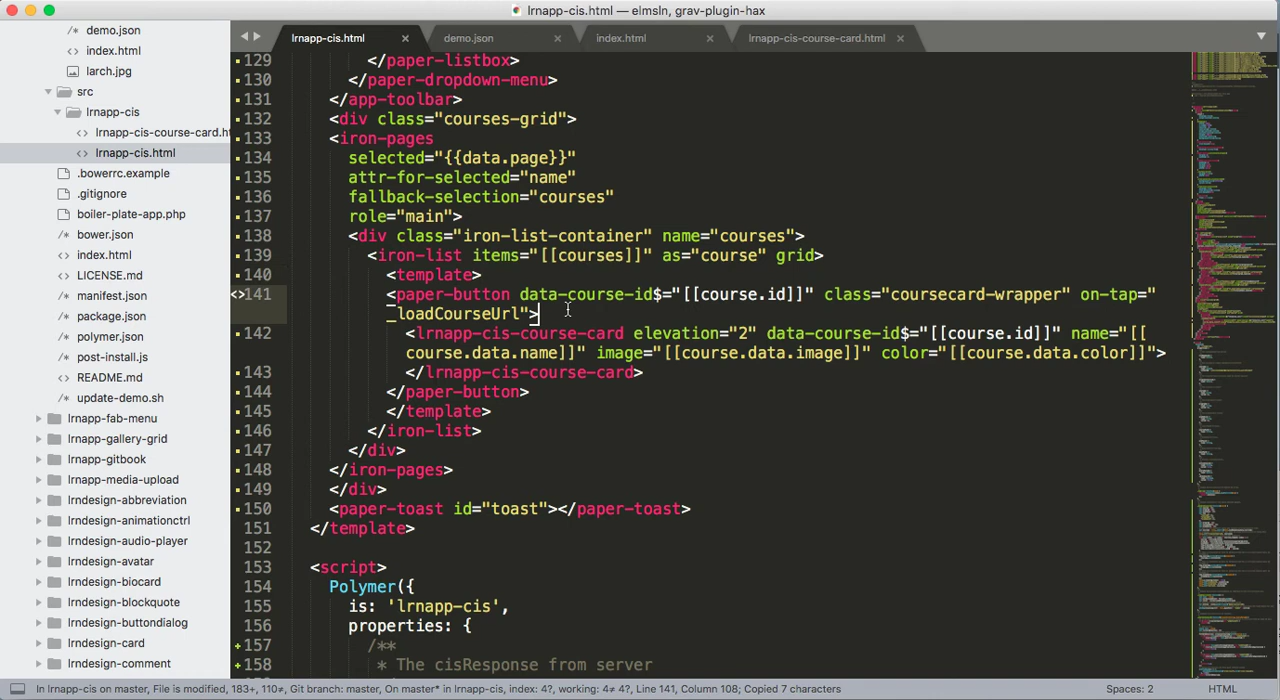 lrnapp-cis.html — elmsln, grav-plugin-hax
demo.json
index.html
larch.jpg
src
lrnapp-cis
lrnapp-cis-course-card.ht
lrnapp-cis.html
.bowerrc.example
.gitignore
boiler-plate-app.php
bower.json
index.html
LICENSE.md
manifest.json
package.json
polymer.json
post-install.js
README.md
update-demo.sh
lrnapp-fab-menu
lrnapp-gallery-grid
lrnapp-gitbook
lrnapp-media-upload
lrndesign-abbreviation
lrndesign-animationctrl
lrndesign-audio-player
lrndesign-avatar
lrndesign-biocard
lrndesign-blockquote
lrndesign-buttondialog
lrndesign-card
lrndesign-comment
lrnapp-cis.html × demo.json × index.html × lrnapp-cis-course-card.html ×
129 </paper-listbox>
130 </paper-dropdown-menu>
131 </app-toolbar>
132 <div class="courses-grid">
133 <iron-pages
134 selected="{{data.page}}"
135 attr-for-selected="name"
136 fallback-selection="courses"
137 role="main">
138 <div class="iron-list-container" name="courses">
139 <iron-list items="[[courses]]" as="course" grid>
140 <template>
141 <paper-button data-course-id$="[[course.id]]" class="coursecard-wrapper" on-tap="
_loadCourseUrl">
142 <lrnapp-cis-course-card elevation="2" data-course-id$="[[course.id]]" name="[[
course.data.name]]" image="[[course.data.image]]" color="[[course.data.color]]">
143 </lrnapp-cis-course-card>
144 </paper-button>
145 </template>
146 </iron-list>
147 </div>
148 </iron-pages>
149 </div>
150 <paper-toast id="toast"></paper-toast>
151 </template>
152
153 <script>
154 Polymer({
155 is: 'lrnapp-cis',
156 properties: {
157 /**
158 * The cisResponse from server
In lrnapp-cis on master, File is modified, 183+, 110≠, Git branch: master, On master* in lrnapp-cis, index: 4?, working: 4≠ 4?, Line 141, Column 108; Copied 7 characters
Spaces: 2
HTML